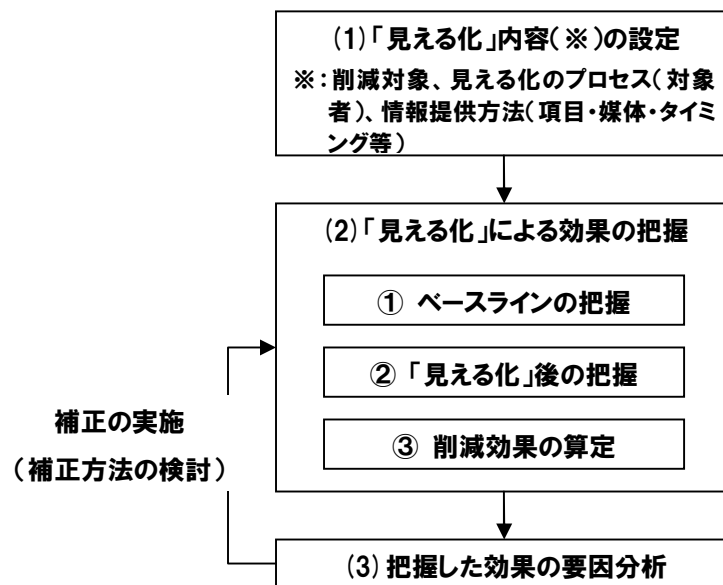 (1)「見える化」内容(※)の設定
※:削減対象、見える化のプロセス(対象
者)、情報提供方法(項目・媒体・タイミ
ング等)
(2)「見える化」による効果の把握
① ベースラインの把握
② 「見える化」後の把握
③ 削減効果の算定
補正の実施
(補正方法の検討)
(3)把握した効果の要因分析